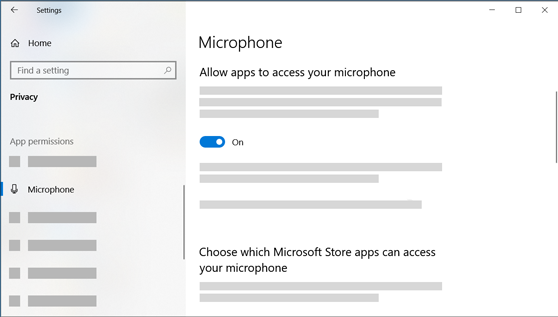 Settings
Home
Find a setting
Privacy
App permissions
Microphone
Microphone
Allow apps to access your microphone
On
Choose which Microsoft Store apps can access
your microphone